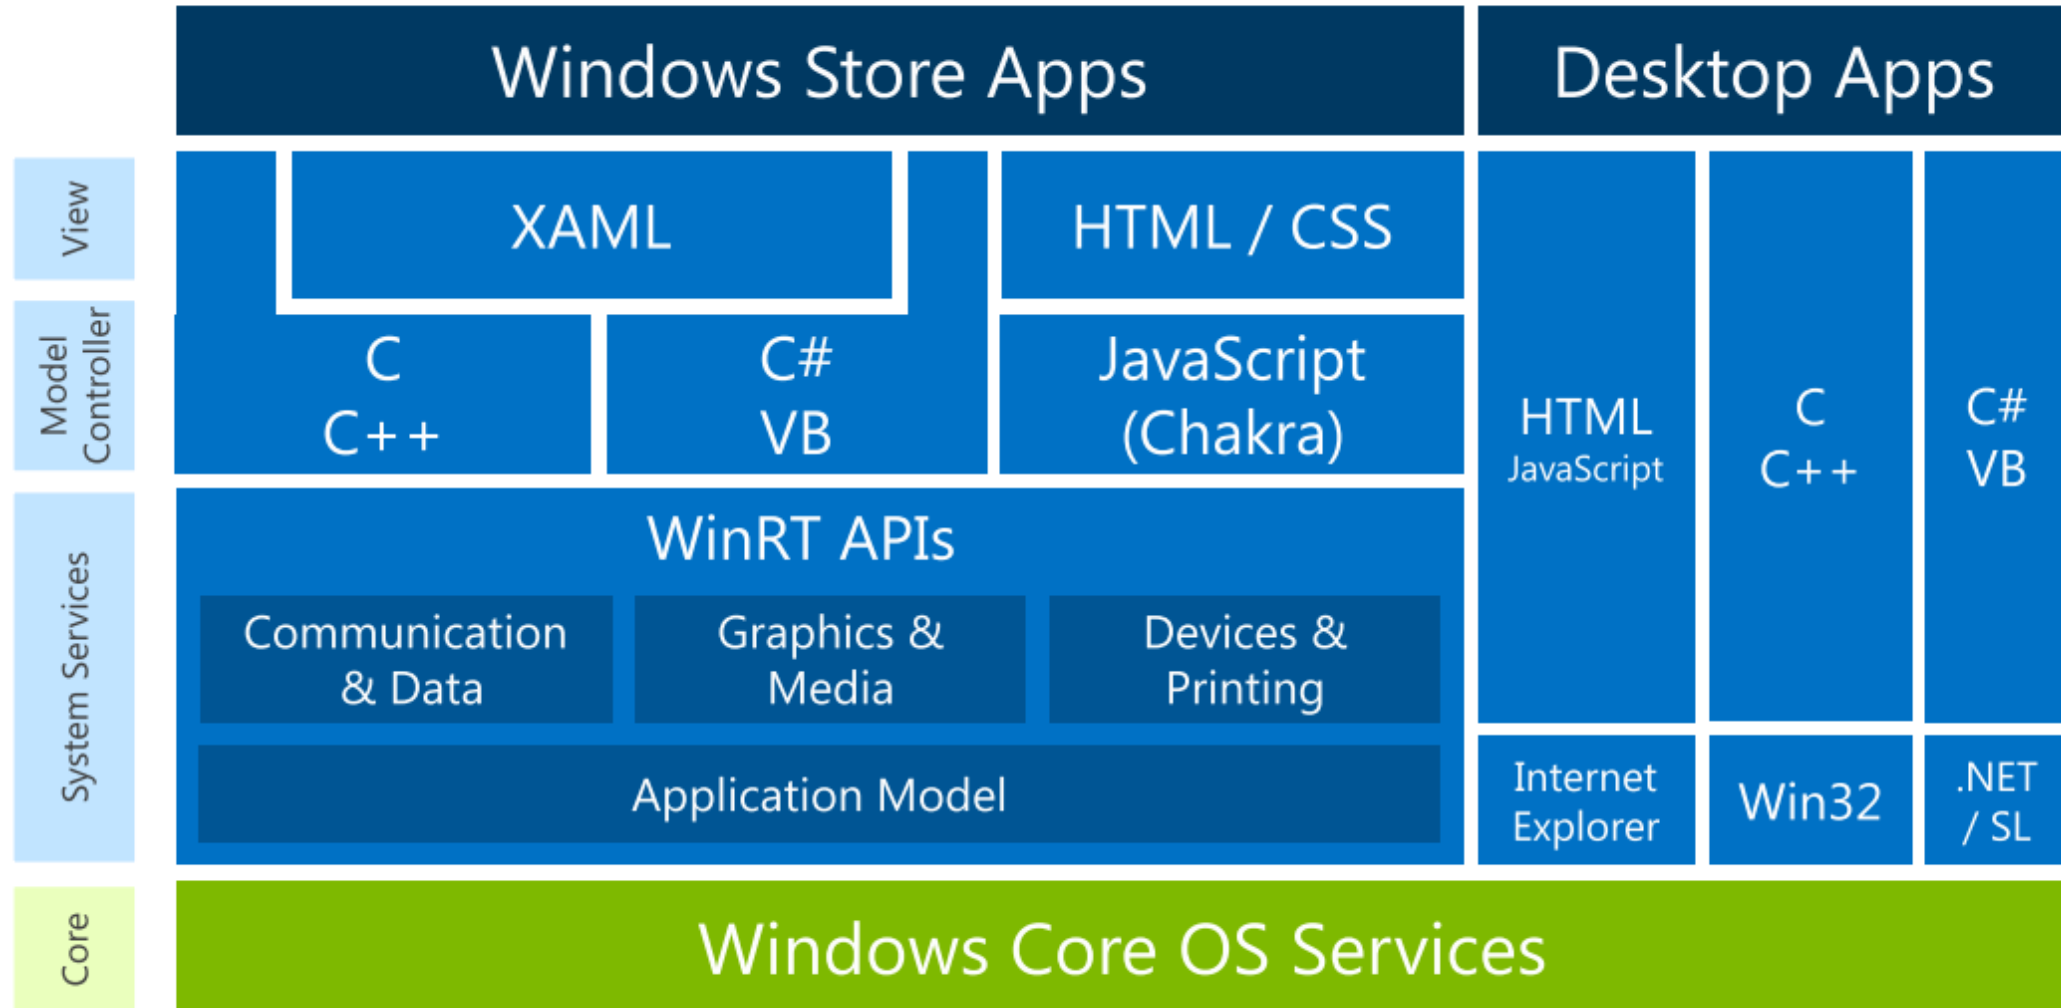 Windows Store Apps
Desktop Apps
View
XAML
HTML / CSS
Model
Controller
C
C++
C#
VB
JavaScript
(Chakra)
HTML
JavaScript
C
C++
C#
VB
System Services
WinRT APIs
Communication
& Data
Graphics &
Media
Devices &
Printing
Application Model
Internet
Explorer
Win32
.NET
/ SL
Core
Windows Core OS Services